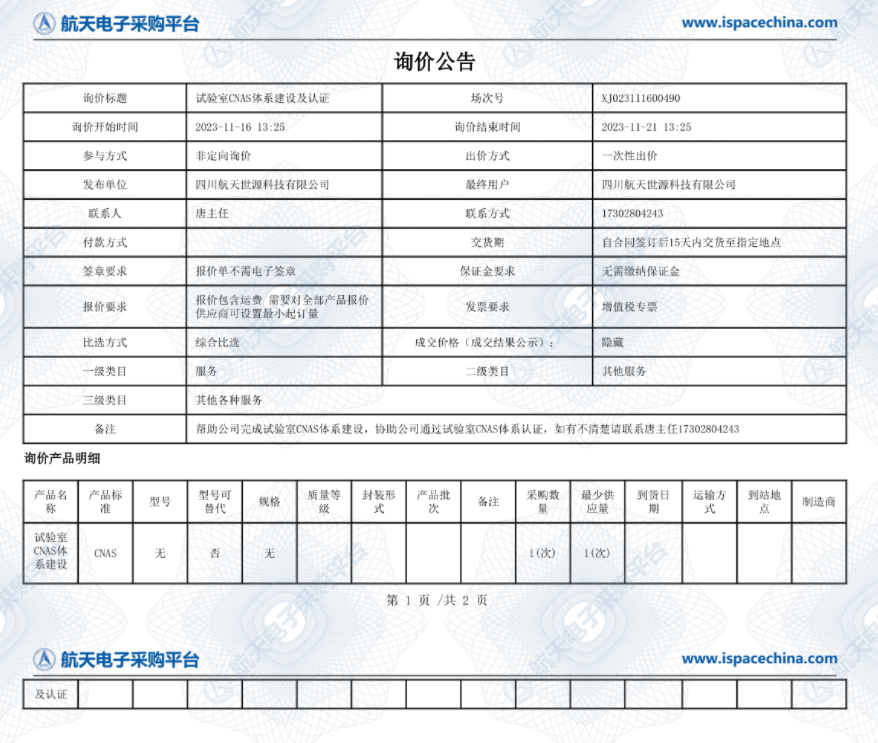 航天电子采购平台
www.ispacechina.com
询价公告
询价标题 试验室CNAS体系建设及认证 场次号 XJ023111600490
询价开始时间 2023-11-16 13:25 询价结束时间 2023-11-21 13:25
参与方式 非定向询价 出价方式 一次性出价
发布单位 四川航天世源科技有限公司 最终用户 四川航天世源科技有限公司
联系人 唐主任 联系方式 17302804243
付款方式 交货期 自合同签订后15天内交货至指定地点
签章要求 报价单不需电子签章 保证金要求 无需缴纳保证金
报价要求 报价包含运费 需要对全部产品报价
供应商可设置最小起订量 发票要求 增值税专票
比选方式 综合比选 成交价格（成交结果公示）： 隐藏
一级类目 服务 二级类目 其他服务
三级类目 其他各种服务
备注 帮助公司完成试验室CNAS体系建设，协助公司通过试验室CNAS体系认证，如有不清楚请联系唐主任17302804243
询价产品明细
产品名称 产品标准 型号 型号可替代 规格 质量等级 封装形式 产品批次 备注 采购数量 最少供应量 到货日期 运输方式 到站地点 制造商
试验室
CNAS体
系建设 CNAS 无 否 无 1(次) 1(次)
第 1 页 /共 2 页
航天电子采购平台
www.ispacechina.com
及认证